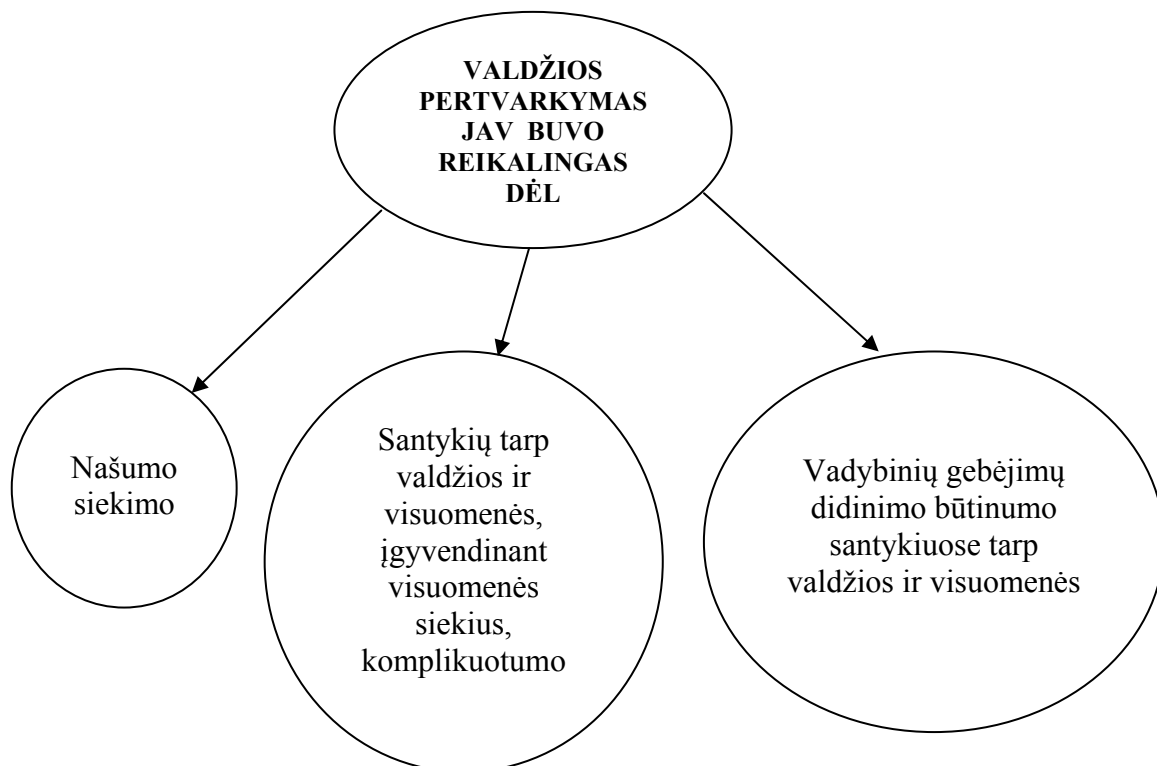 VALDŽIOS
PERTVARKYMAS
JAV BUVO
REIKALINGAS
DĖL
Našumo
siekimo
Santykių tarp
valdžios ir
visuomenės,
įgyvendinant
visuomenės
siekius,
komplikuotumo
Vadybinių gebėjimų
didinimo būtinumo
santykiuose tarp
valdžios ir visuomenės